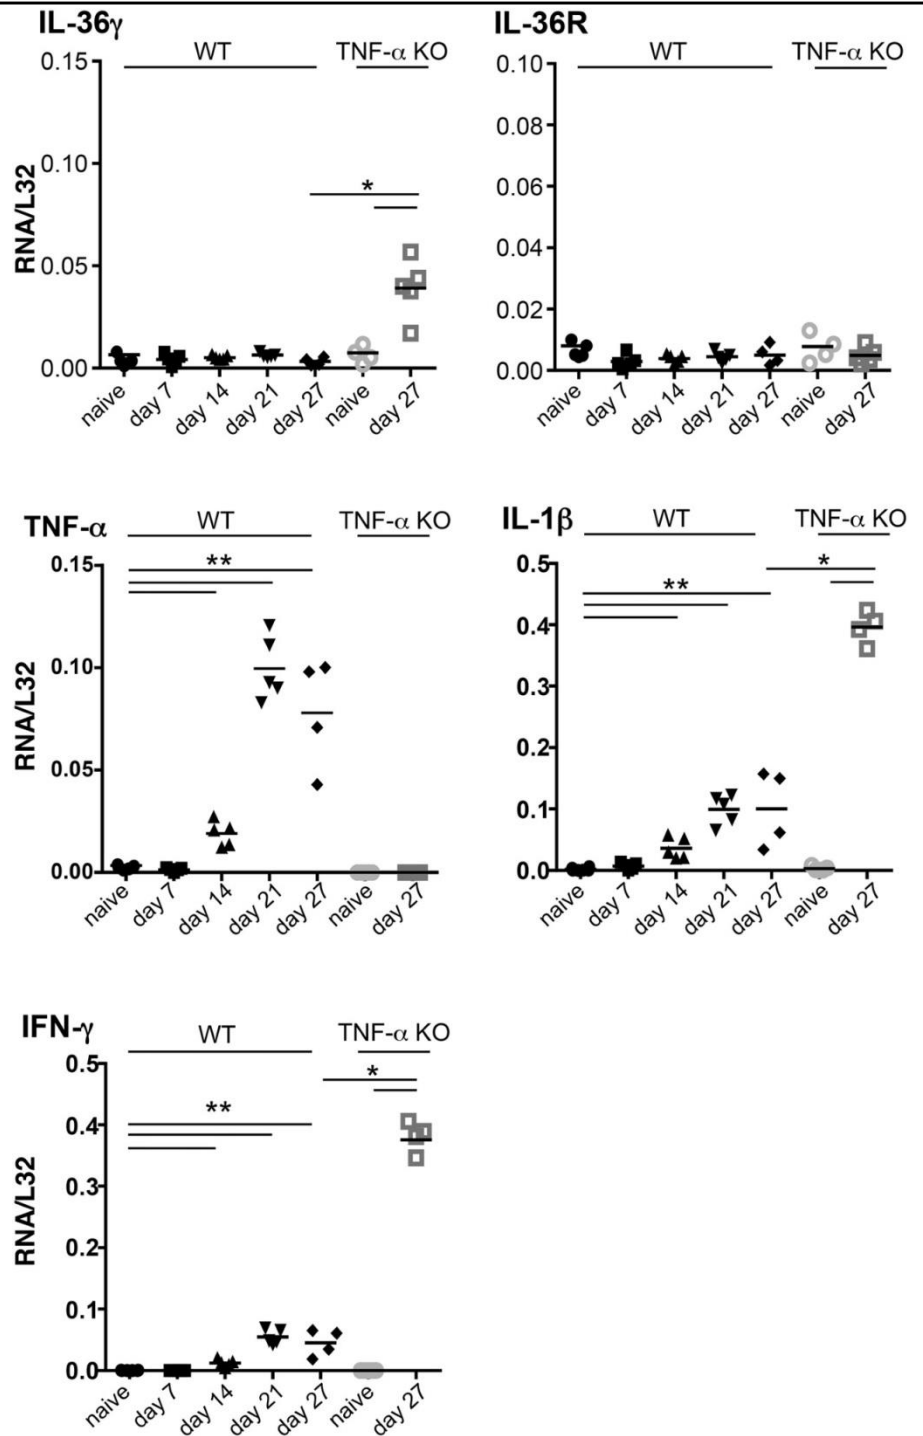 IL-36γ
WT
TNF-α KO
0.15
0.10
0.05
0.00
RNA/L32
*
naive
day 7
day 14
day 21
day 27
naive
day 27
IL-36R
WT
TNF-α KO
0.10
0.08
0.06
0.04
0.02
0.00
naive
day 7
day 14
day 21
day 27
naive
day 27
TNF-α
WT
TNF-α KO
0.15
0.10
0.05
0.00
RNA/L32
**
naive
day 7
day 14
day 21
day 27
naive
day 27
IL-1β
WT
TNF-α KO
0.5
0.4
0.3
0.2
0.1
0.0
**
*
naive
day 7
day 14
day 21
day 27
naive
day 27
IFN-γ
WT
TNF-α KO
0.5
0.4
0.3
0.2
0.1
0.0
RNA/L32
**
*
naive
day 7
day 14
day 21
day 27
naive
day 27